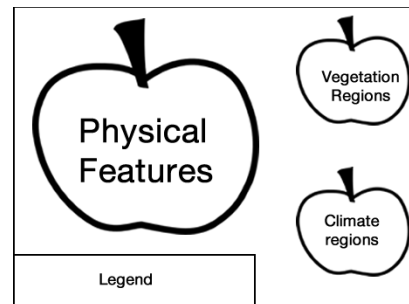 Physical
Features
Vegetation
Regions
Climate
regions
Legend